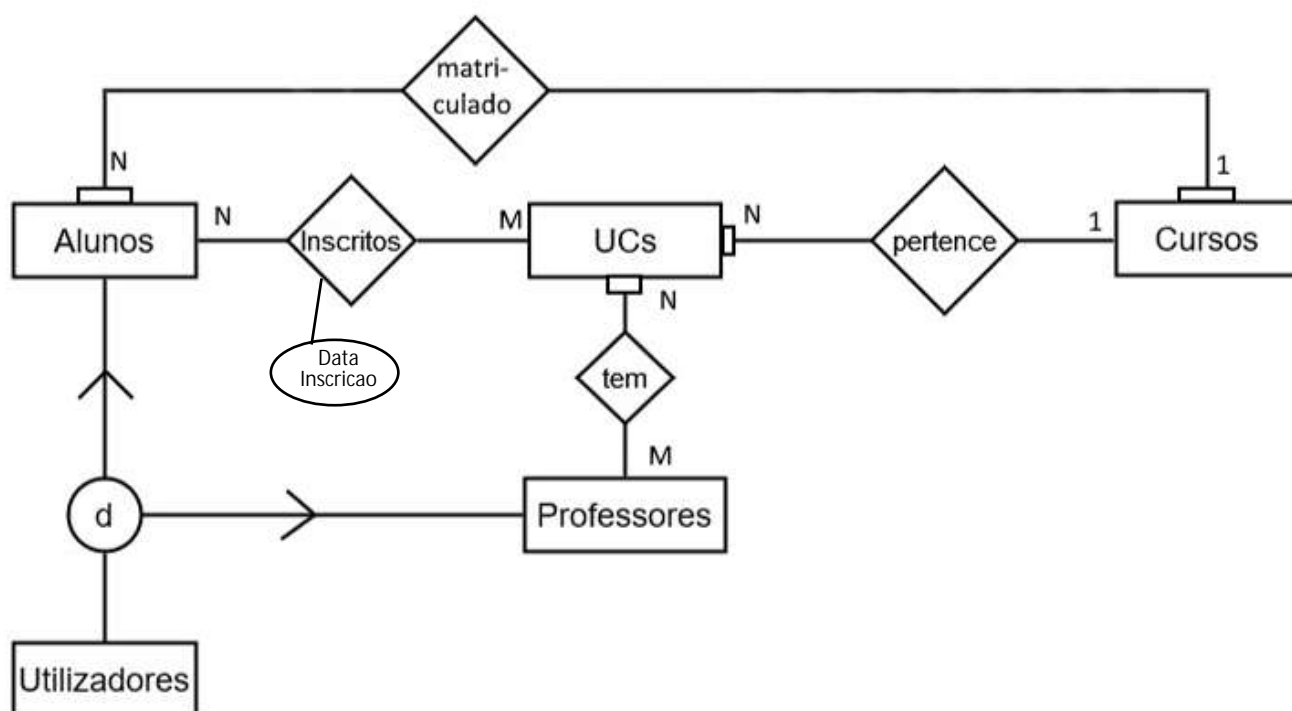 matri-
culado
N
1
Alunos
N
Inscritos
M
UCs
N
pertence
1
Cursos
N
Data
Inscricao
tem
M
d
Professores
Utilizadores